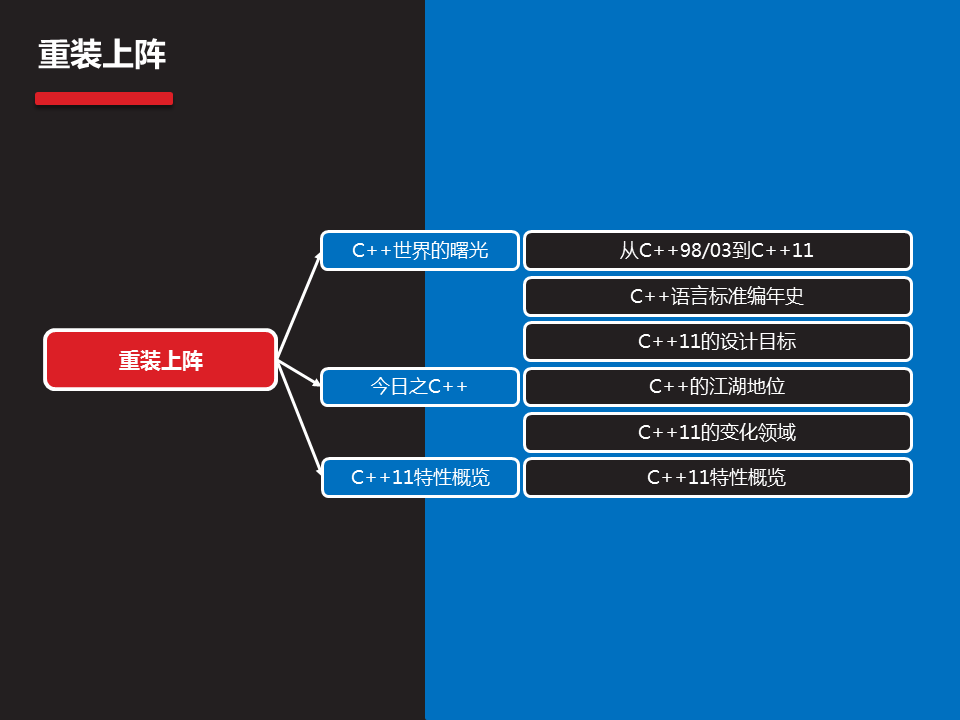 重装上阵
C++世界的曙光
从C++98/03到C++11
C++语言标准编年史
C++11的设计目标
重装上阵
今日之C++
C++的江湖地位
C++11的变化领域
C++11特性概览
C++11特性概览